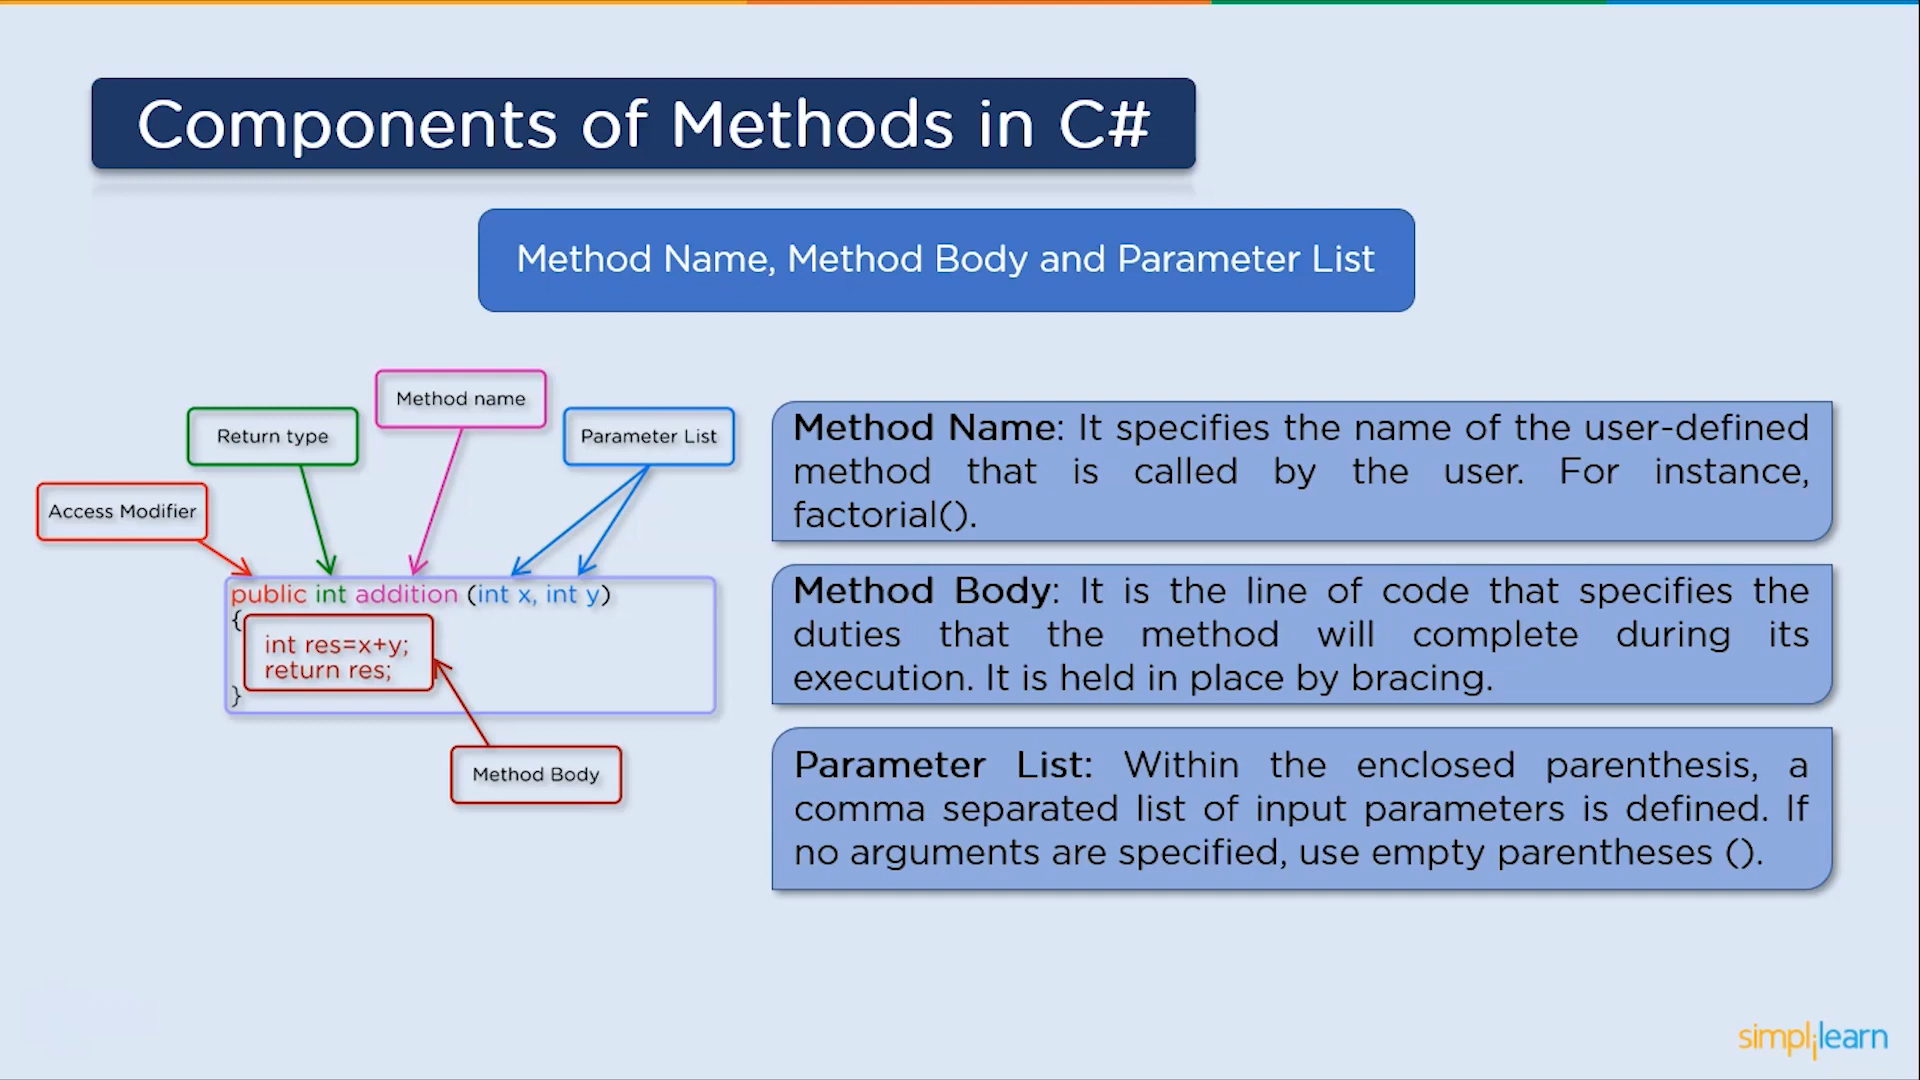 Components of Methods in C#
Method Name, Method Body and Parameter List
Method name
Return type
Parameter List
Access Modifier
public int addition (int x, int y)
{
int res=x+y;
return res;
}
Method Body
Method Name: It specifies the name of the user-defined
method that is called by the user. For instance,
factorial().
Method Body: It is the line of code that specifies the
duties that the method will complete during its
execution. It is held in place by bracing.
Parameter List: Within the enclosed parenthesis, a
comma separated list of input parameters is defined. If
no arguments are specified, use empty parentheses ().
simplilearn